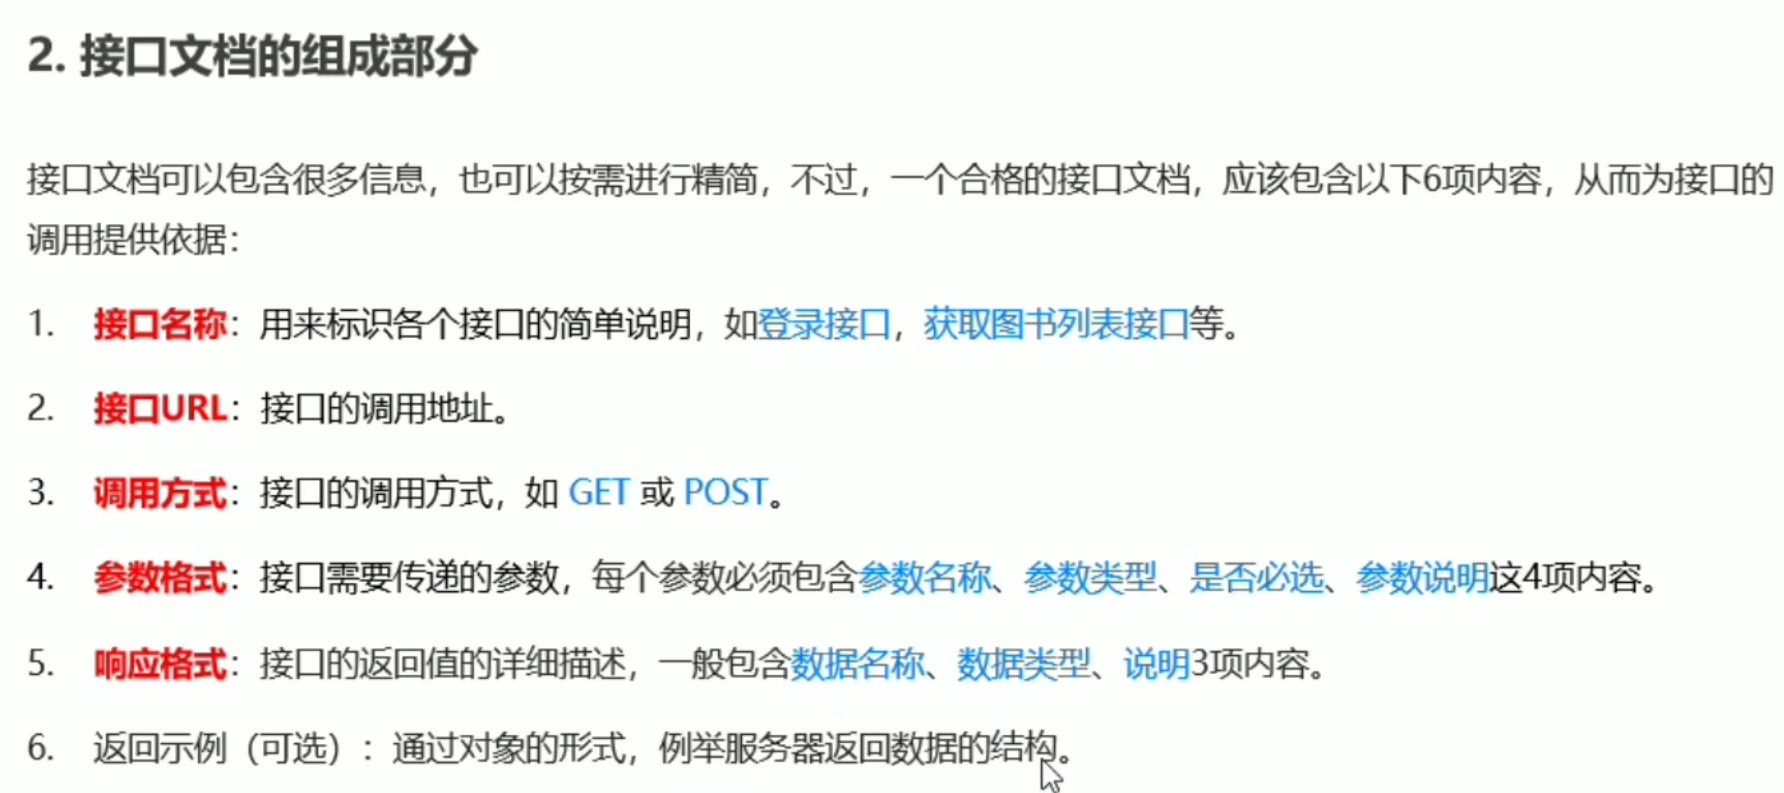 2. 接口文档的组成部分
接口文档可以包含很多信息，也可以按需进行精简，不过，一个合格的接口文档，应该包含以下6项内容，从而为接口的
调用提供依据：
1. 接口名称：用来标识各个接口的简单说明，如登录接口，获取图书列表接口等。
2. 接口URL：接口的调用地址。
3. 调用方式：接口的调用方式，如 GET 或 POST。
4. 参数格式：接口需要传递的参数，每个参数必须包含参数名称、参数类型、是否必选、参数说明这4项内容。
5. 响应格式：接口的返回值的详细描述，一般包含数据名称、数据类型、说明3项内容。
6. 返回示例（可选）：通过对象的形式，例举服务器返回数据的结构。